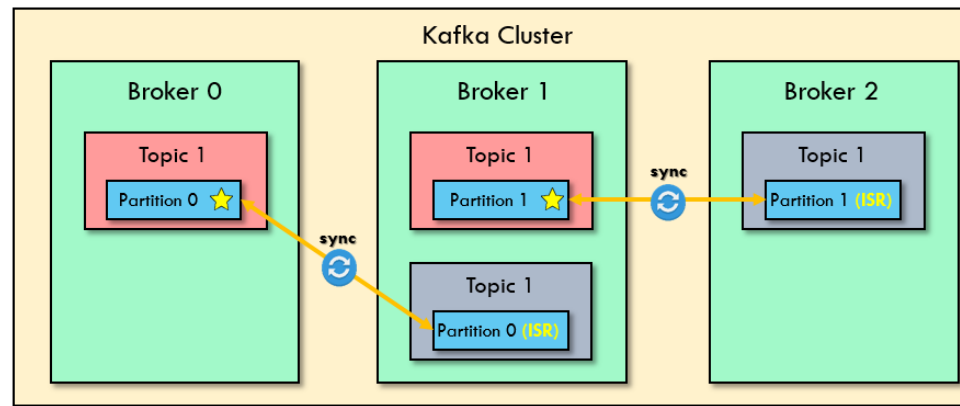 Kafka Cluster
Broker 0
Topic 1
Partition 0
sync
Broker 1
Topic 1
Partition 1
Topic 1
Partition 0 (ISR)
sync
Broker 2
Topic 1
Partition 1 (ISR)